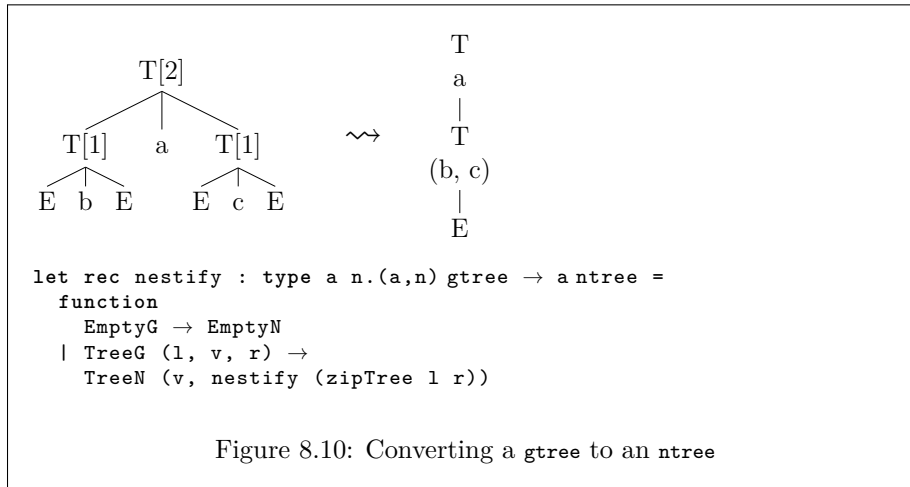 T[2]
T[1] a T[1]
E b E E c E
⇝
T
a
T
(b, c)
E
let rec nestify : type a n.(a,n) gtree → a ntree =
function
EmptyG → EmptyN
| TreeG (l, v, r) →
TreeN (v, nestify (zipTree l r))
Figure 8.10: Converting a gtree to an ntree